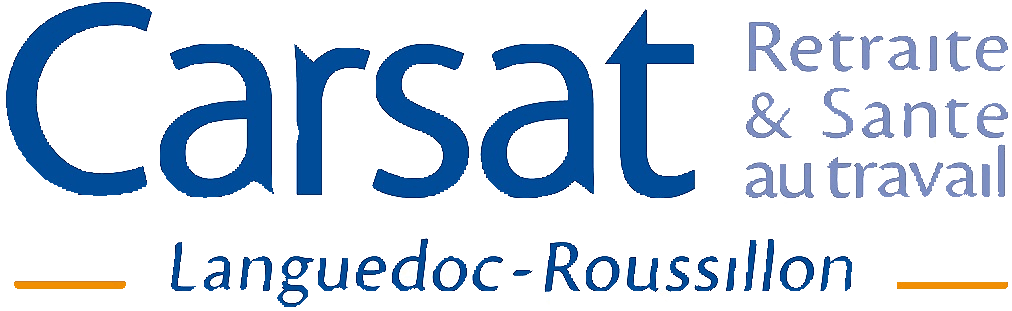 Carsat
Retraite
& Sante
au travail
Languedoc-Roussillon